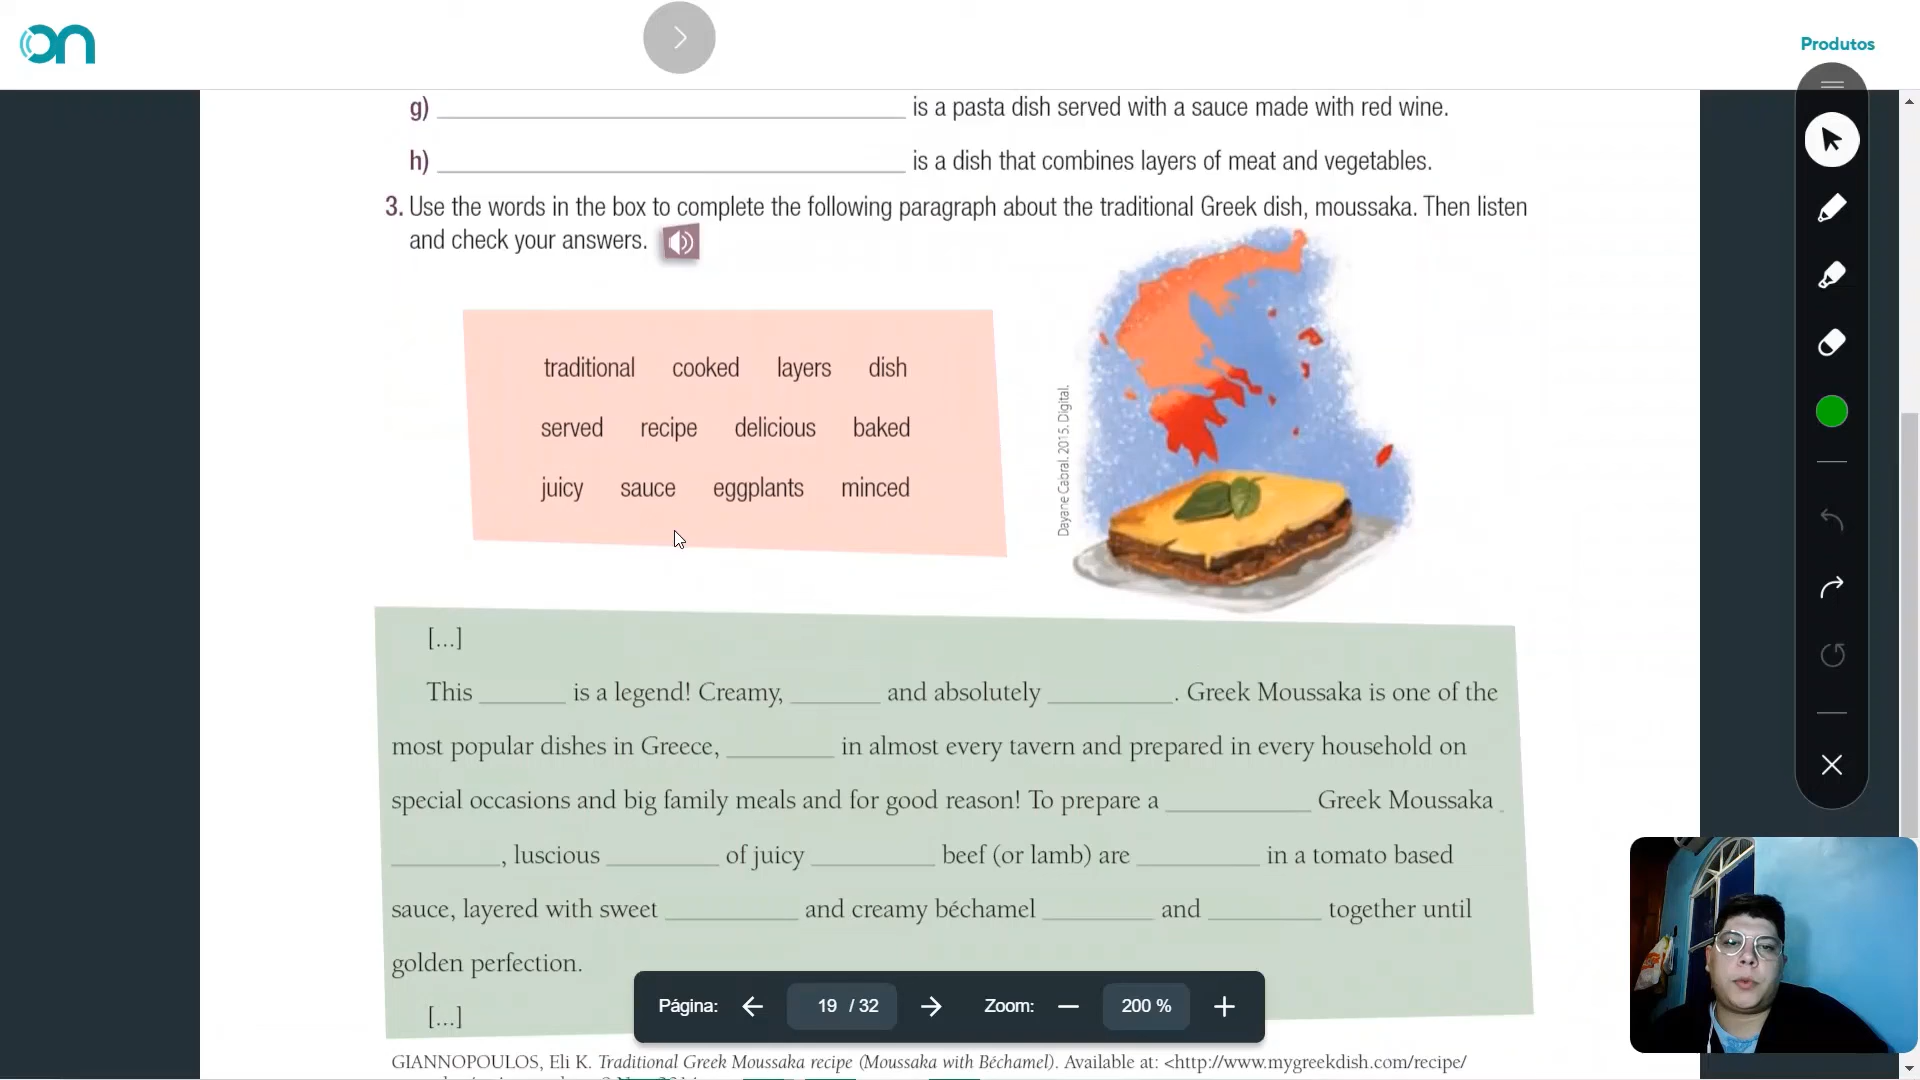 on
Produtos
g) ______ is a pasta dish served with a sauce made with red wine.
h) ______ is a dish that combines layers of meat and vegetables.
3. Use the words in the box to complete the following paragraph about the traditional Greek dish, moussaka. Then listen
and check your answers.
traditional cooked layers dish
served recipe delicious baked
juicy sauce eggplants minced
Dayane Cabral. 2015. Digital.
[...]
This ______ is a legend! Creamy, ______ and absolutely ______. Greek Moussaka is one of the
most popular dishes in Greece, ______ in almost every tavern and prepared in every household on
special occasions and big family meals and for good reason! To prepare a ______ Greek Moussaka
______, luscious ______ of juicy ______ beef (or lamb) are ______ in a tomato based
sauce, layered with sweet ______ and creamy béchamel ______ and ______ together until
golden perfection.
[...]
Página: 19 / 32 Zoom: 200 %
GIANNOPOULOS, Eli K. Traditional Greek Moussaka recipe (Moussaka with Béchamel). Available at: <http://www.mygreekdish.com/recipe/